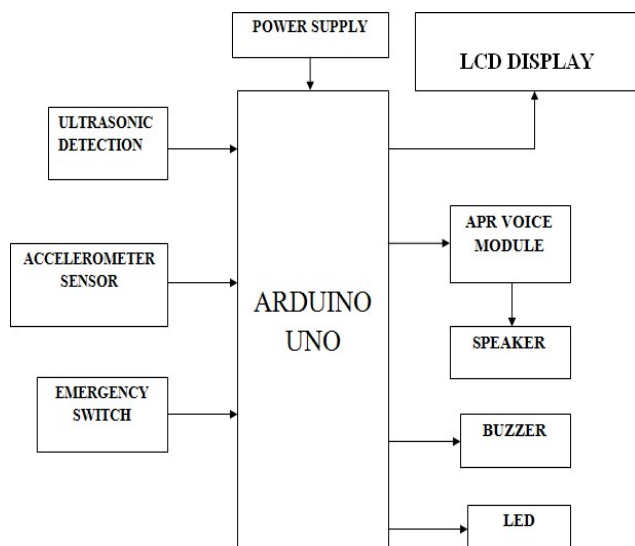 POWER SUPPLY
LCD DISPLAY
ULTRASONIC
DETECTION
APR VOICE
MODULE
ACCELEROMETER
SENSOR
ARDUINO
UNO
SPEAKER
EMERGENCY
SWITCH
BUZZER
LED